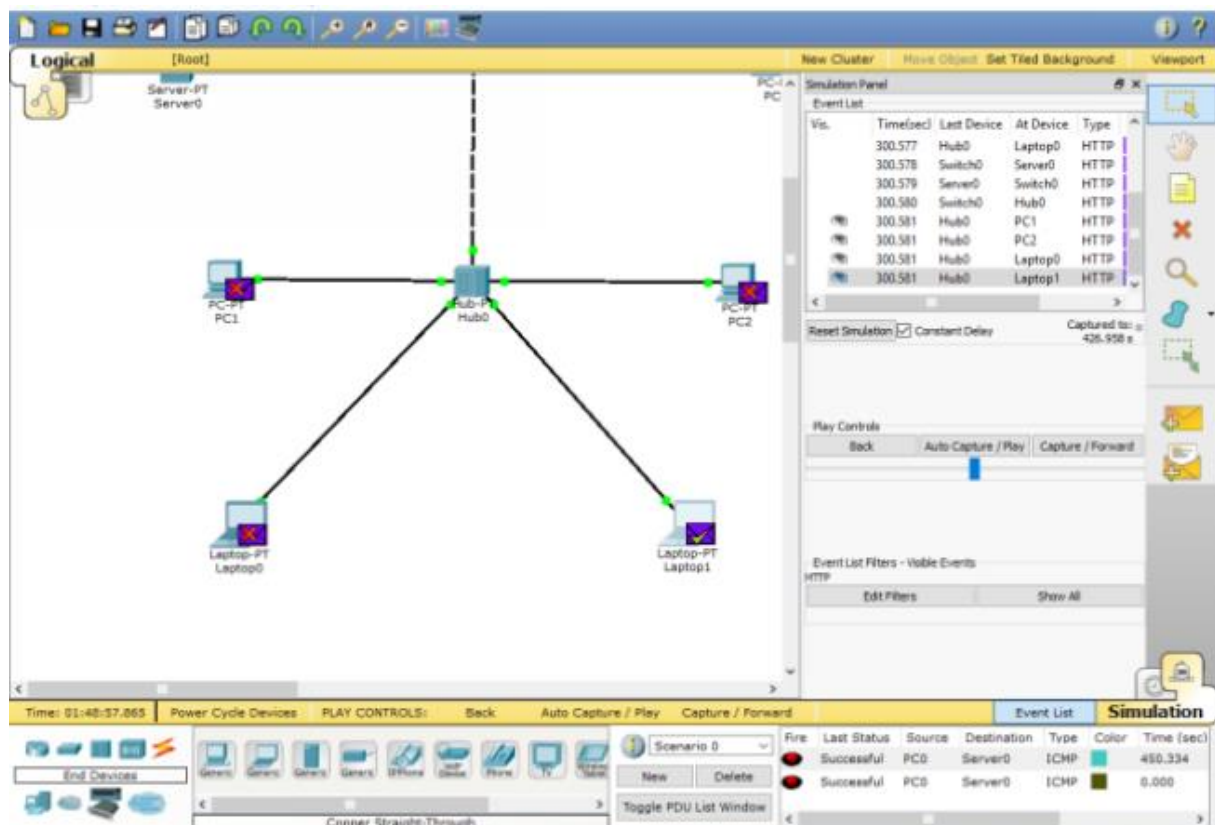 Logical [Root] New Cluster Move Object Set Tiled Background Viewport
Server-PT
Server0
PC
Simulation Panel
Event List
Vis. Time(sec) Last Device At Device Type
300.577 Hub0 Laptop0 HTTP
300.578 Switch0 Server0 HTTP
300.579 Server0 Switch0 HTTP
300.580 Switch0 Hub0 HTTP
300.581 Hub0 PC1 HTTP
300.581 Hub0 PC2 HTTP
300.581 Hub0 Laptop0 HTTP
300.581 Hub0 Laptop1 HTTP
Reset Simulation Constant Delay Captured to:
426.958 s
PC-PT
PC1
Hub0
PC-PT
PC2
Play Controls
Back Auto Capture / Play Capture / Forward
Laptop-PT
Laptop0
Laptop-PT
Laptop1
Event List Filters - Visible Events
HTTP
Edit Filters Show All
Time: 01:48:57.865 Power Cycle Devices PLAY CONTROLS: Back Auto Capture / Play Capture / Forward Event List Simulation
End Devices
Generic Generic Generic Generic IPPhone Phone TV
Scenario 0
New Delete
Toggle PDU List Window
Fire Last Status Source Destination Type Color Time (sec)
Successful PC0 Server0 ICMP 450.334
Successful PC0 Server0 ICMP 0.000
Copper Straight-Through